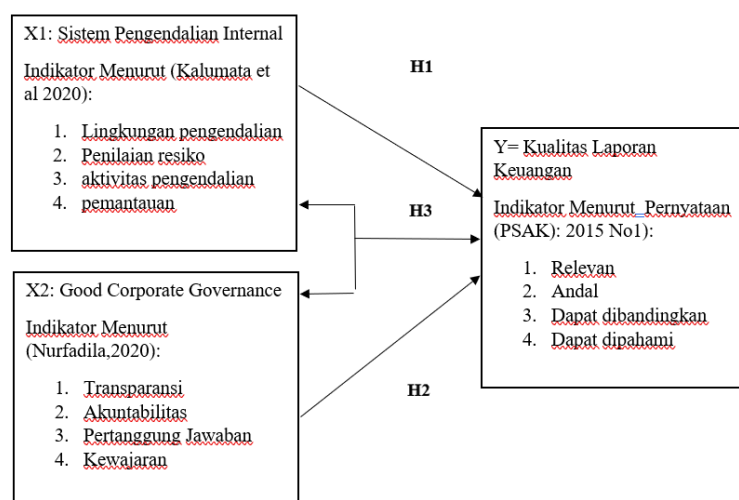 X1: Sistem Pengendalian Internal
Indikator Menurut (Kalumata et
al 2020):
1. Lingkungan pengendalian
2. Penilaian resiko
3. aktivitas pengendalian
4. pemantauan
X2: Good Corporate Governance
Indikator Menurut
(Nurfadila,2020):
1. Transparansi
2. Akuntabilitas
3. Pertanggung Jawaban
4. Kewajaran
H1
H3
H2
Y= Kualitas Laporan
Keuangan
Indikator Menurut Pernyataan
(PSAK): 2015 No1):
1. Relevan
2. Andal
3. Dapat dibandingkan
4. Dapat dipahami